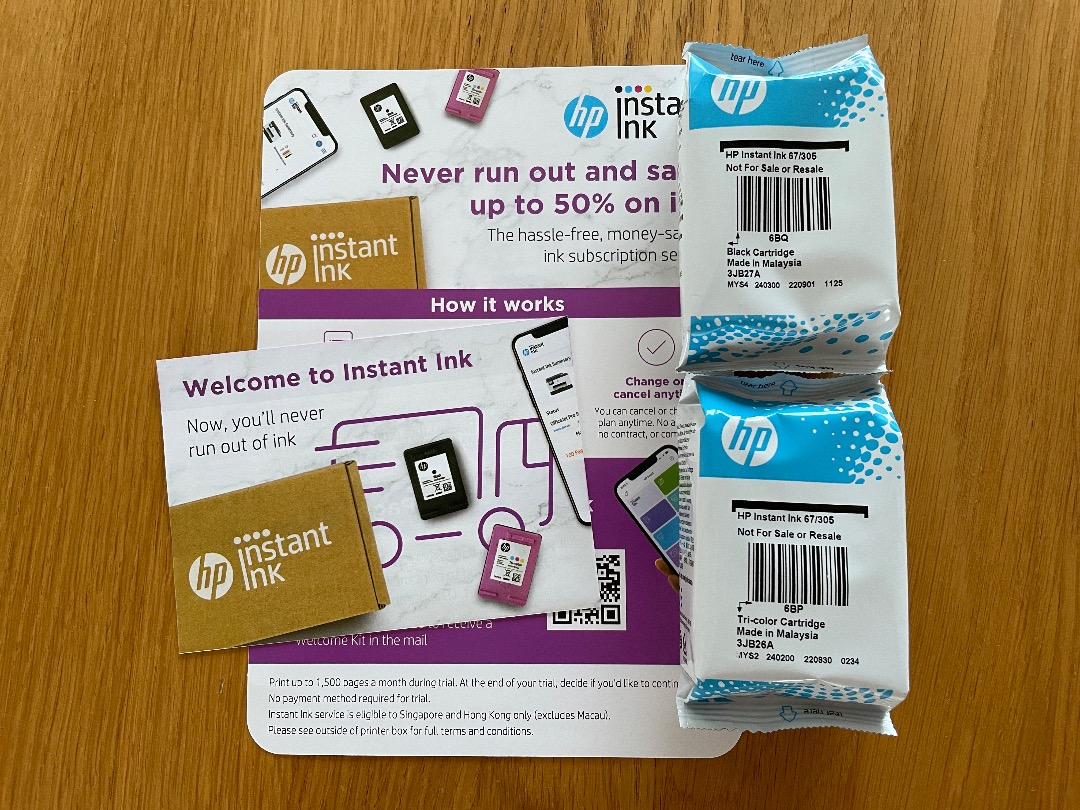 hp instant ink
Never run out and sa
up to 50% on i
The hassle-free, money-sa
ink subscription se
hp instant ink
How it works
Change or
cancel anyti
You can cancel or ch
plan anytime. No a
no contract, or com
Welcome to Instant Ink
Now, you'll never
run out of ink
hp instant ink
to receive a
Welcome Kit in the mail
Print up to 1,500 pages a month during trial. At the end of your trial, decide if you'd like to contin
No payment method required for trial.
Instant Ink service is eligible to Singapore and Hong Kong only (excludes Macau).
Please see outside of printer box for full terms and conditions.
tear here
hp
HP Instant Ink 67/305
Not For Sale or Resale
6BQ
Black Cartridge
Made in Malaysia
3JB27A
MYS4 240300 220901 1125
tear here
hp
HP Instant Ink 67/305
Not For Sale or Resale
6BP
Tri-color Cartridge
Made in Malaysia
3JB26A
MYS2 240200 220830 0234
tear here